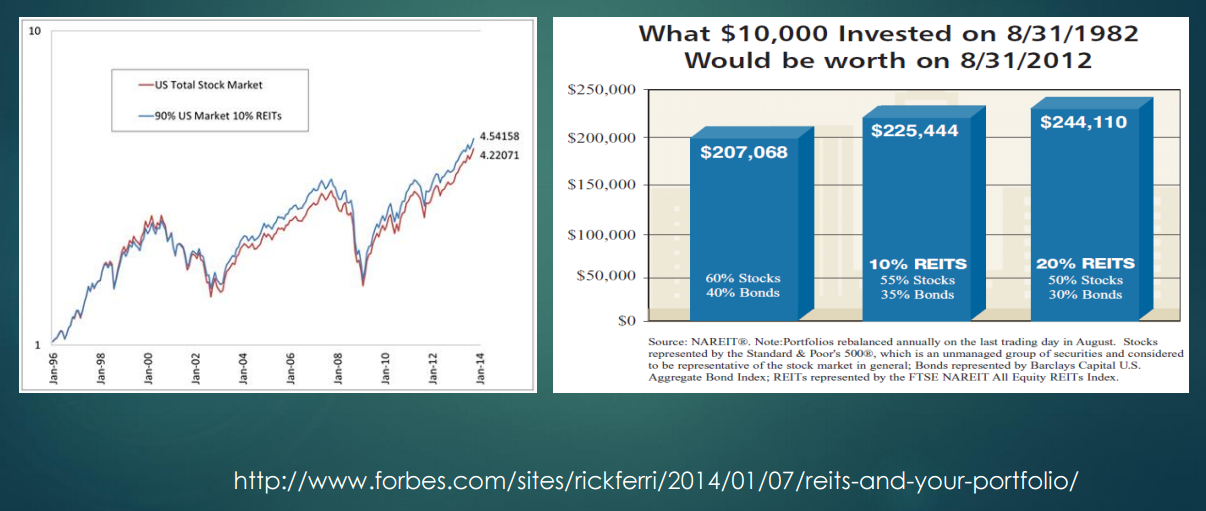 10
US Total Stock Market
90% US Market 10% REITs
4.54158
4.22071
1
Jan-96
Jan-98
Jan-00
Jan-02
Jan-04
Jan-06
Jan-08
Jan-10
Jan-12
Jan-14
What $10,000 Invested on 8/31/1982
Would be worth on 8/31/2012
$250,000
$200,000
$150,000
$100,000
$50,000
$0
$207,068
60% Stocks
40% Bonds
$225,444
10% REITS
55% Stocks
35% Bonds
$244,110
20% REITS
50% Stocks
30% Bonds
Source: NAREIT®. Note:Portfolios rebalanced annually on the last trading day in August. Stocks
represented by the Standard & Poor's 500®, which is an unmanaged group of securities and considered
to be representative of the stock market in general; Bonds represented by Barclays Capital U.S.
Aggregate Bond Index; REITs represented by the FTSE NAREIT All Equity REITs Index.
http://www.forbes.com/sites/rickferri/2014/01/07/reits-and-your-portfolio/